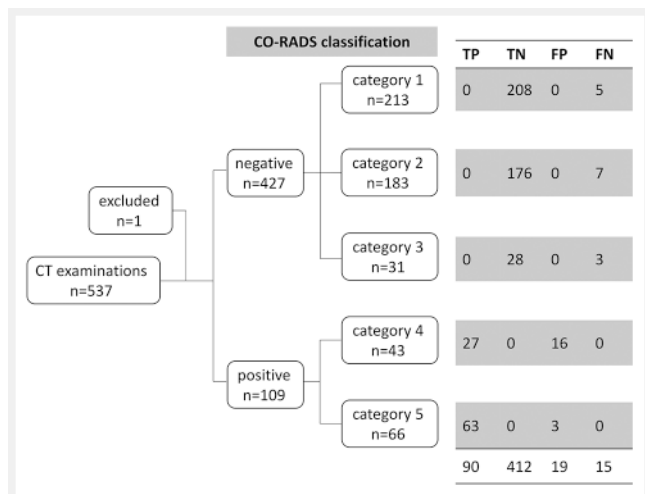 CO-RADS classification
TP TN FP FN
category 1
n=213
0 208 0 5
negative
n=427
category 2
n=183
0 176 0 7
excluded
n=1
category 3
n=31
0 28 0 3
CT examinations
n=537
category 4
n=43
27 0 16 0
positive
n=109
category 5
n=66
63 0 3 0
90 412 19 15